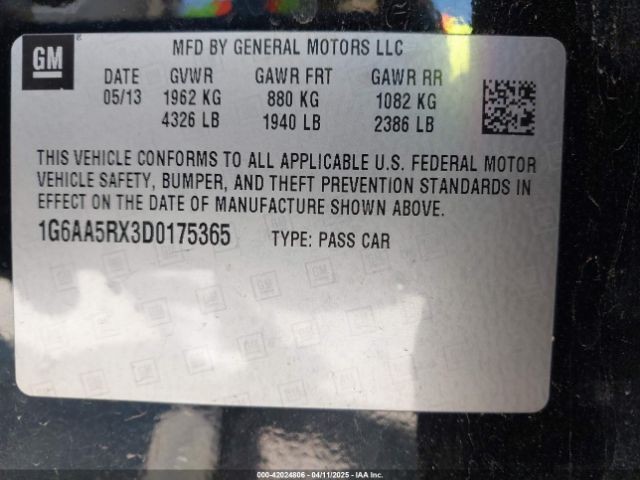 GM
MFD BY GENERAL MOTORS LLC
DATE GVWR GAWR FRT GAWR RR
05/13 1962 KG 880 KG 1082 KG
4326 LB 1940 LB 2386 LB
THIS VEHICLE CONFORMS TO ALL APPLICABLE U.S. FEDERAL MOTOR
VEHICLE SAFETY, BUMPER, AND THEFT PREVENTION STANDARDS IN
EFFECT ON THE DATE OF MANUFACTURE SHOWN ABOVE.
1G6AA5RX3D0175365 TYPE: PASS CAR
000-42024806 - 04/11/2025 - IAA Inc.